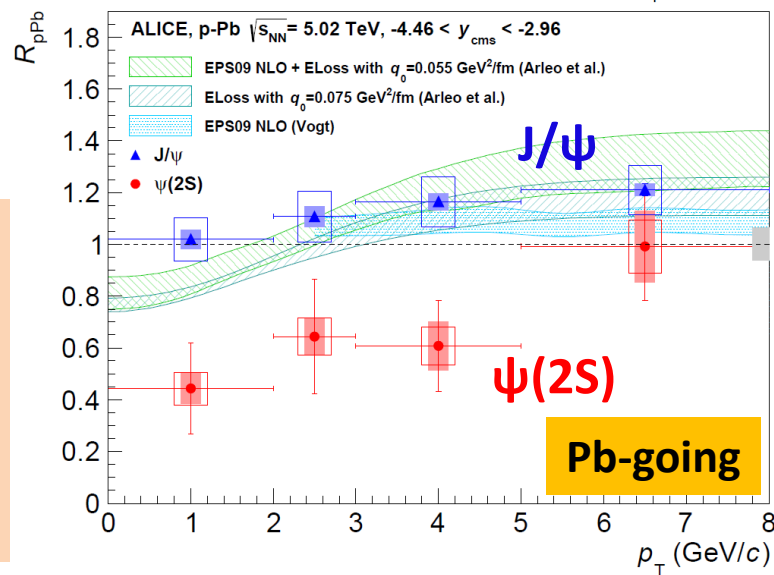 ALICE, p-Pb √sNN= 5.02 TeV, -4.46 < ycms < -2.96
EPS09 NLO + ELoss with q0=0.055 GeV²/fm (Arleo et al.)
ELoss with q0=0.075 GeV²/fm (Arleo et al.)
EPS09 NLO (Vogt)
J/ψ
ψ(2S)
J/ψ
ψ(2S)
Pb-going
RpPb
1.8
1.6
1.4
1.2
1
0.8
0.6
0.4
0.2
0
0 1 2 3 4 5 6 7 8
pT (GeV/c)